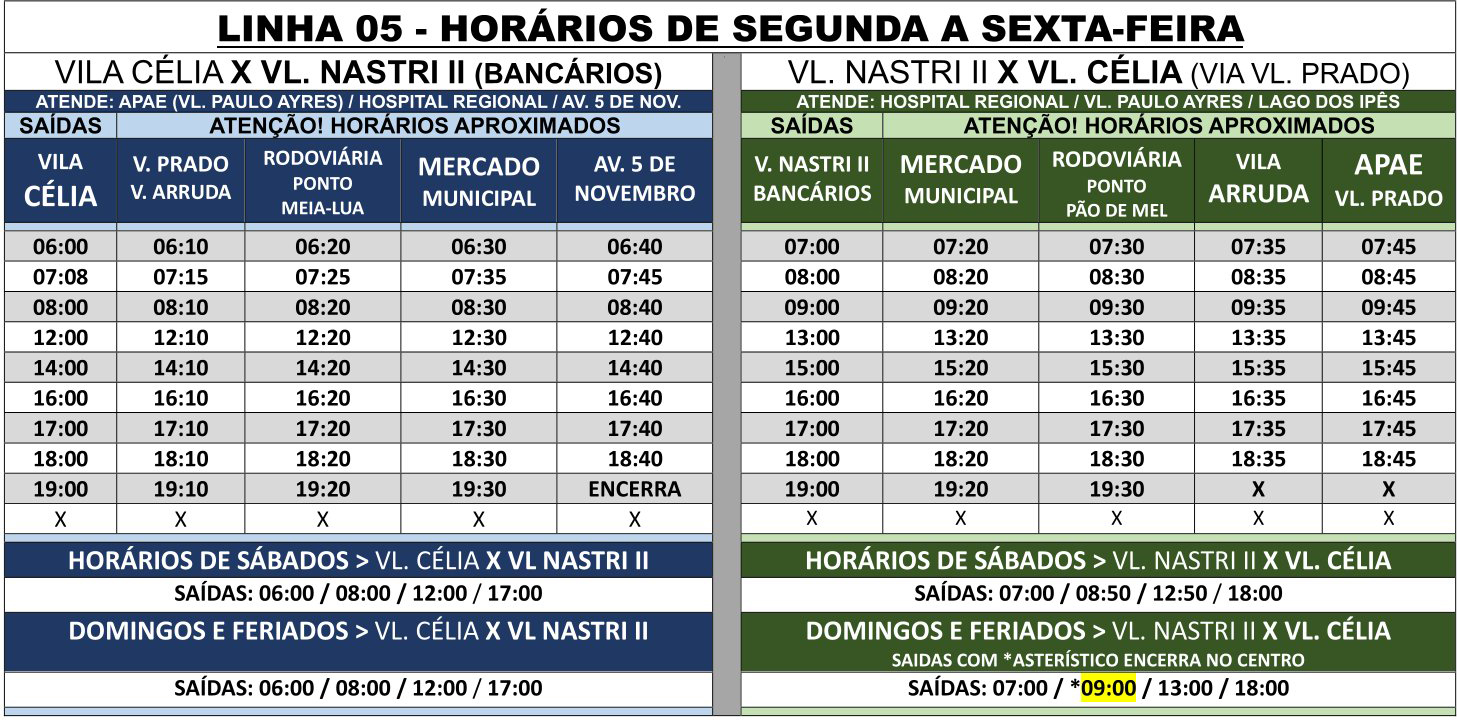 LINHA 05 - HORÁRIOS DE SEGUNDA A SEXTA-FEIRA
VILA CÉLIA X VL. NASTRI II (BANCÁRIOS)
ATENDE: APAE (VL. PAULO AYRES) / HOSPITAL REGIONAL / AV. 5 DE NOV.
SAÍDAS ATENÇÃO! HORÁRIOS APROXIMADOS
VILA CÉLIA V. PRADO V. ARRUDA RODOVIÁRIA PONTO MEIA-LUA MERCADO MUNICIPAL AV. 5 DE NOVEMBRO
06:00 06:10 06:20 06:30 06:40
07:08 07:15 07:25 07:35 07:45
08:00 08:10 08:20 08:30 08:40
12:00 12:10 12:20 12:30 12:40
14:00 14:10 14:20 14:30 14:40
16:00 16:10 16:20 16:30 16:40
17:00 17:10 17:20 17:30 17:40
18:00 18:10 18:20 18:30 18:40
19:00 19:10 19:20 19:30 ENCERRA
X X X X X
HORÁRIOS DE SÁBADOS > VL. CÉLIA X VL NASTRI II
SAÍDAS: 06:00 / 08:00 / 12:00 / 17:00
DOMINGOS E FERIADOS > VL. CÉLIA X VL NASTRI II
SAÍDAS: 06:00 / 08:00 / 12:00 / 17:00
VL. NASTRI II X VL. CÉLIA (VIA VL. PRADO)
ATENDE: HOSPITAL REGIONAL / VL. PAULO AYRES / LAGO DOS IPÊS
SAÍDAS ATENÇÃO! HORÁRIOS APROXIMADOS
V. NASTRI II BANCÁRIOS MERCADO MUNICIPAL RODOVIÁRIA PONTO PÃO DE MEL VILA ARRUDA APAE VL. PRADO
07:00 07:20 07:30 07:35 07:45
08:00 08:20 08:30 08:35 08:45
09:00 09:20 09:30 09:35 09:45
13:00 13:20 13:30 13:35 13:45
15:00 15:20 15:30 15:35 15:45
16:00 16:20 16:30 16:35 16:45
17:00 17:20 17:30 17:35 17:45
18:00 18:20 18:30 18:35 18:45
19:00 19:20 19:30 X X
X X X X X
HORÁRIOS DE SÁBADOS > VL. NASTRI II X VL. CÉLIA
SAÍDAS: 07:00 / 08:50 / 12:50 / 18:00
DOMINGOS E FERIADOS > VL. NASTRI II X VL. CÉLIA
SAIDAS COM *ASTERÍSTICO ENCERRA NO CENTRO
SAÍDAS: 07:00 / *09:00 / 13:00 / 18:00